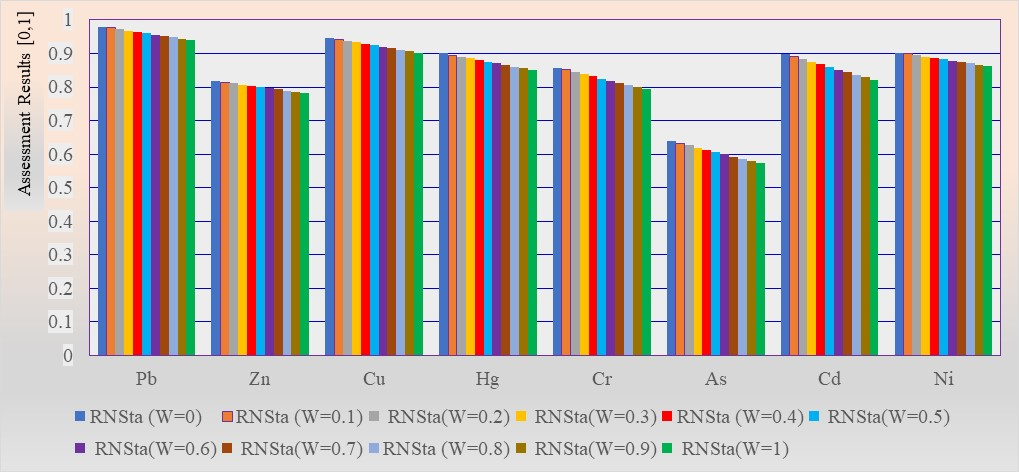 Assessment Results [0,1]
1
0.9
0.8
0.7
0.6
0.5
0.4
0.3
0.2
0.1
0
Pb Zn Cu Hg Cr As Cd Ni
RNSta (W=0) RNSta (W=0.1) RNSta(W=0.2) RNSta(W=0.3) RNSta (W=0.4) RNSta(W=0.5)
RNSta(W=0.6) RNSta(W=0.7) RNSta (W=0.8) RNSta(W=0.9) RNSta(W=1)